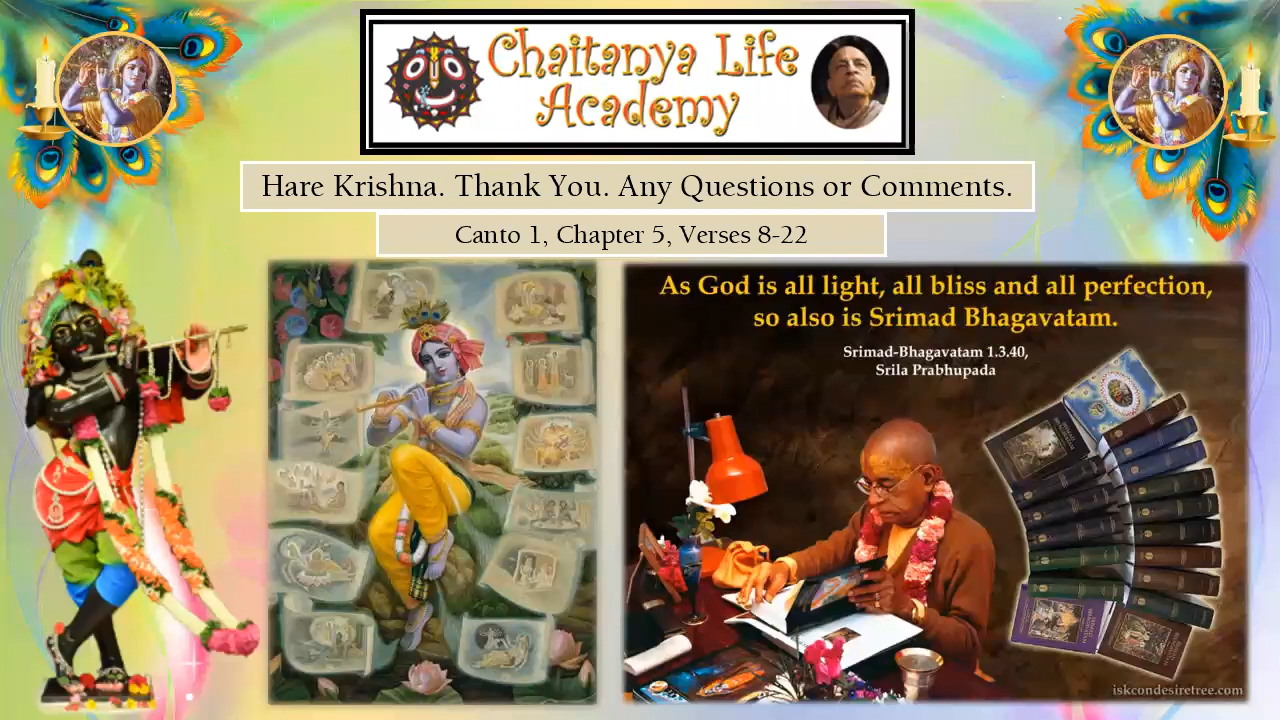 Chaitanya Life
Academy
Hare Krishna. Thank You. Any Questions or Comments.
Canto 1, Chapter 5, Verses 8-22
As God is all light, all bliss and all perfection,
so also is Srimad Bhagavatam.
Srimad-Bhagavatam 1.3.40,
Srila Prabhupada
iskcondesiretree.com